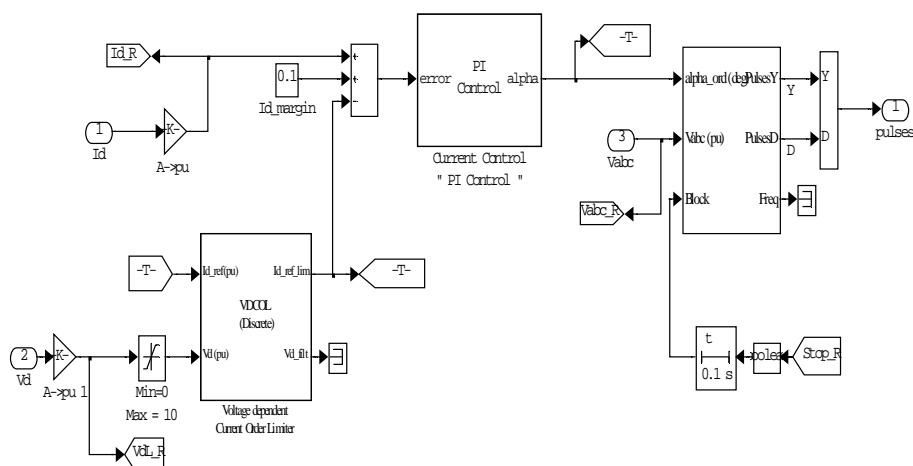 Id_R
1
Id
K-
A->pu
0.1
Id_margin
+
+
-
error
PI
Control
alpha
Current Control
" PI Control "
-T-
alpha_ord (deg)
PulsesY
Vabc (pu)
PulsesD
Block
Freq
Y
D
Y
D
1
pulses
3
Vabc
Vabc_R
-T-
Id_ref(pu)
Id_ref_lim
VDCOL
(Discrete)
Vd(pu)
Vd_filt
Voltage dependent
Current Order Limiter
-T-
2
Vd
K-
A->pu 1
Min=0
Max = 10
VdL_R
t
0.1 s
Stop_R